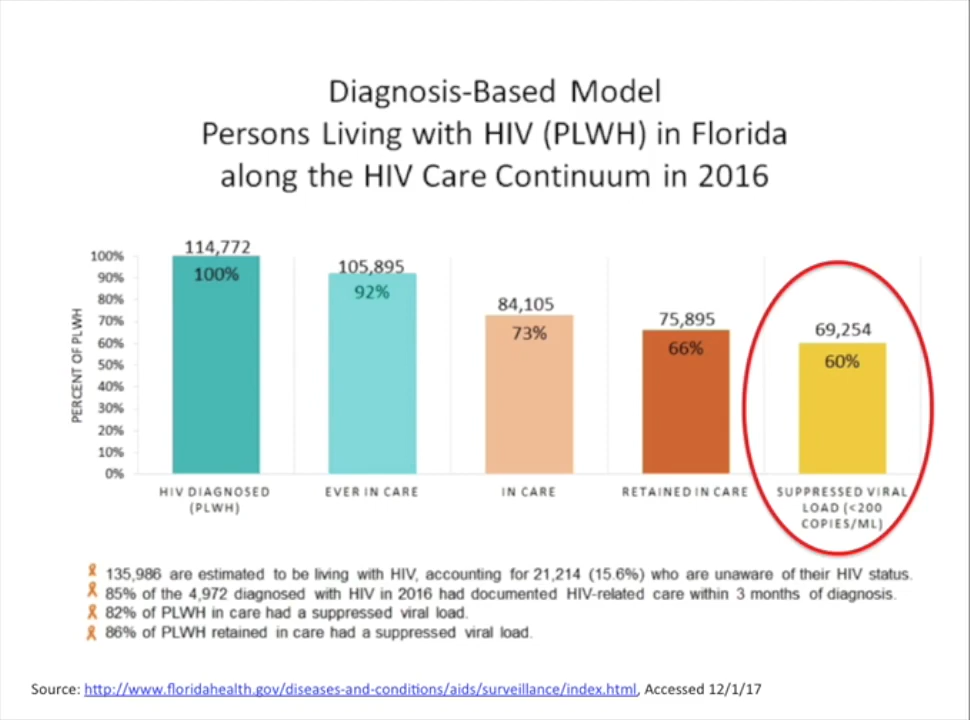 Diagnosis-Based Model
Persons Living with HIV (PLWH) in Florida
along the HIV Care Continuum in 2016
PERCENT OF PLWH
100%
90%
80%
70%
60%
50%
40%
30%
20%
10%
0%
114,772
100%
105,895
92%
84,105
73%
75,895
66%
69,254
60%
HIV DIAGNOSED
(PLWH)
EVER IN CARE
IN CARE
RETAINED IN CARE
SUPPRESSED VIRAL
LOAD (<200
COPIES/ML)
135,986 are estimated to be living with HIV, accounting for 21,214 (15.6%) who are unaware of their HIV status.
85% of the 4,972 diagnosed with HIV in 2016 had documented HIV-related care within 3 months of diagnosis.
82% of PLWH in care had a suppressed viral load.
86% of PLWH retained in care had a suppressed viral load.
Source: http://www.floridahealth.gov/diseases-and-conditions/aids/surveillance/index.html, Accessed 12/1/17